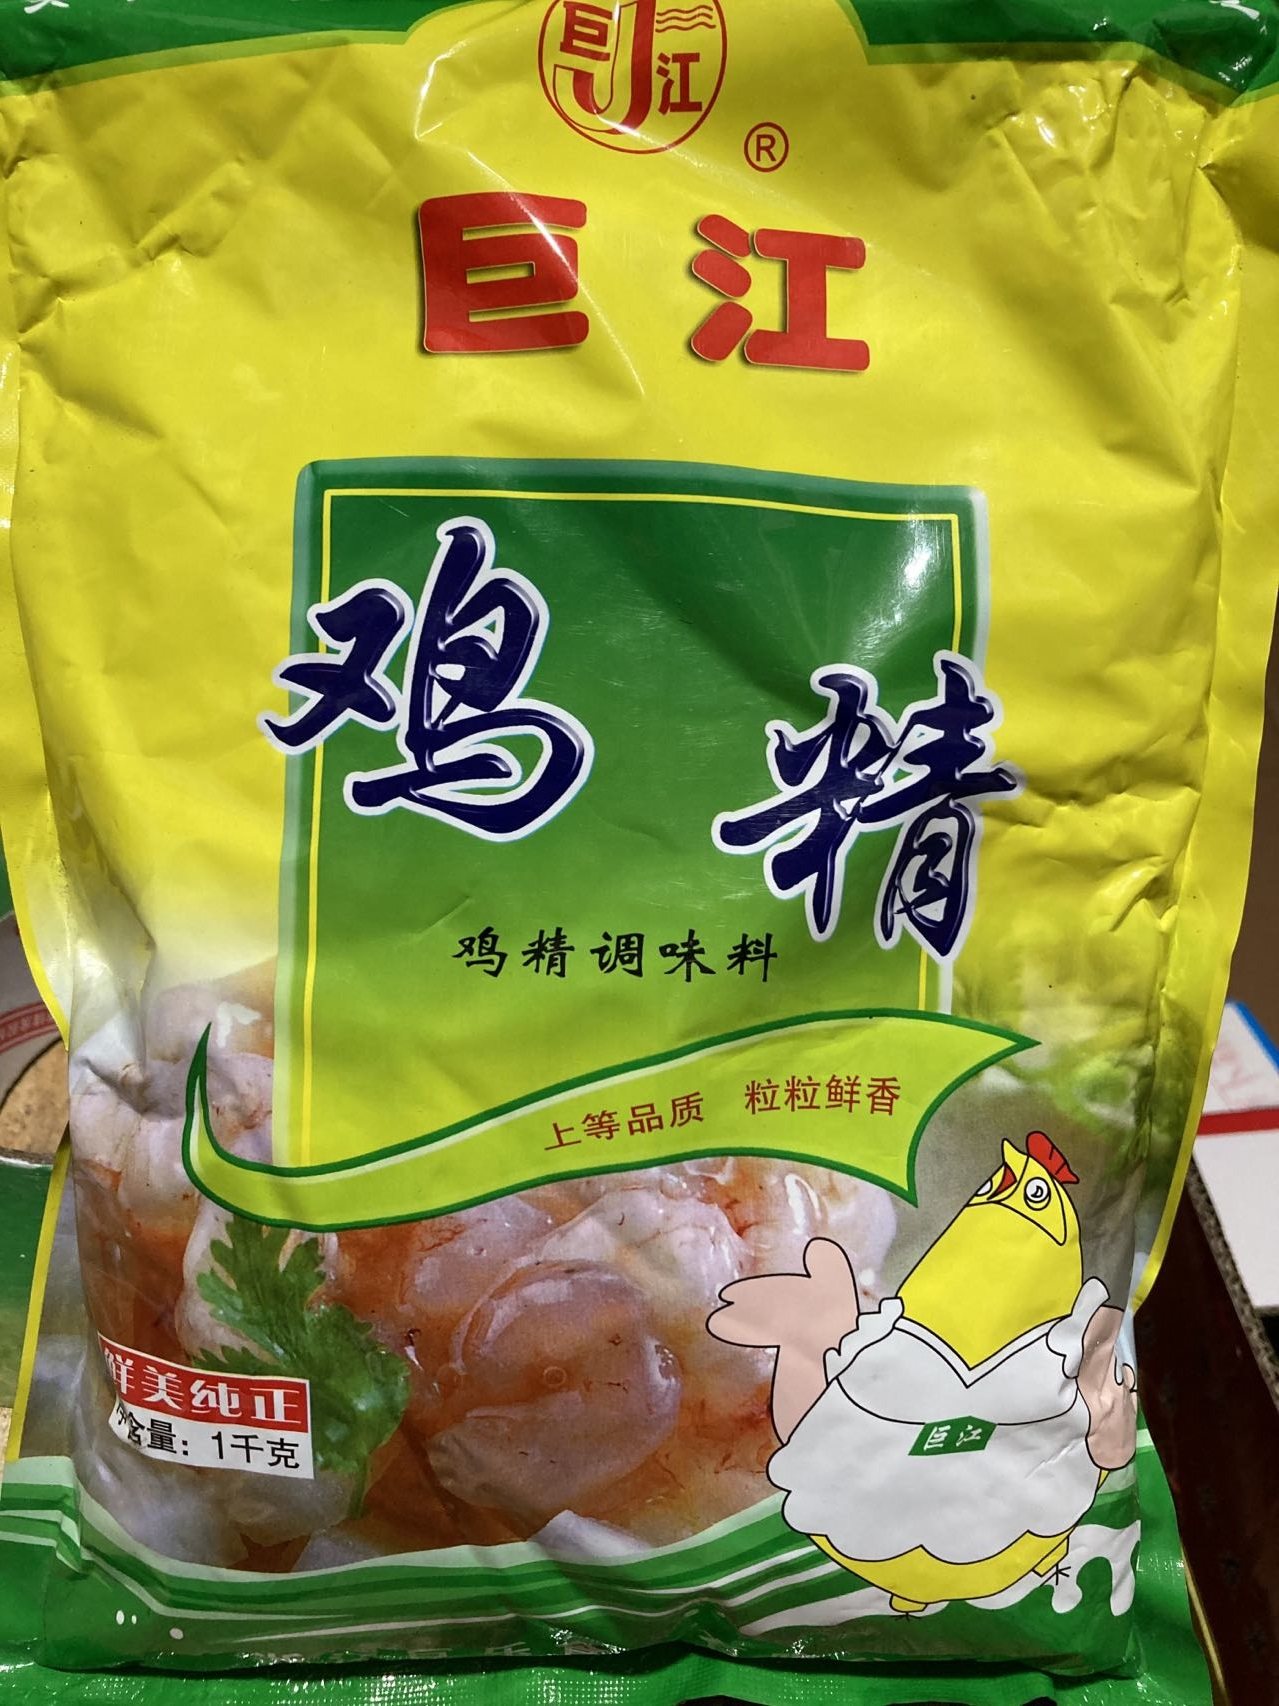 巨江
®
巨江
鸡精
鸡精调味料
上等品质 粒粒鲜香
鲜美纯正
净含量：1千克
巨江